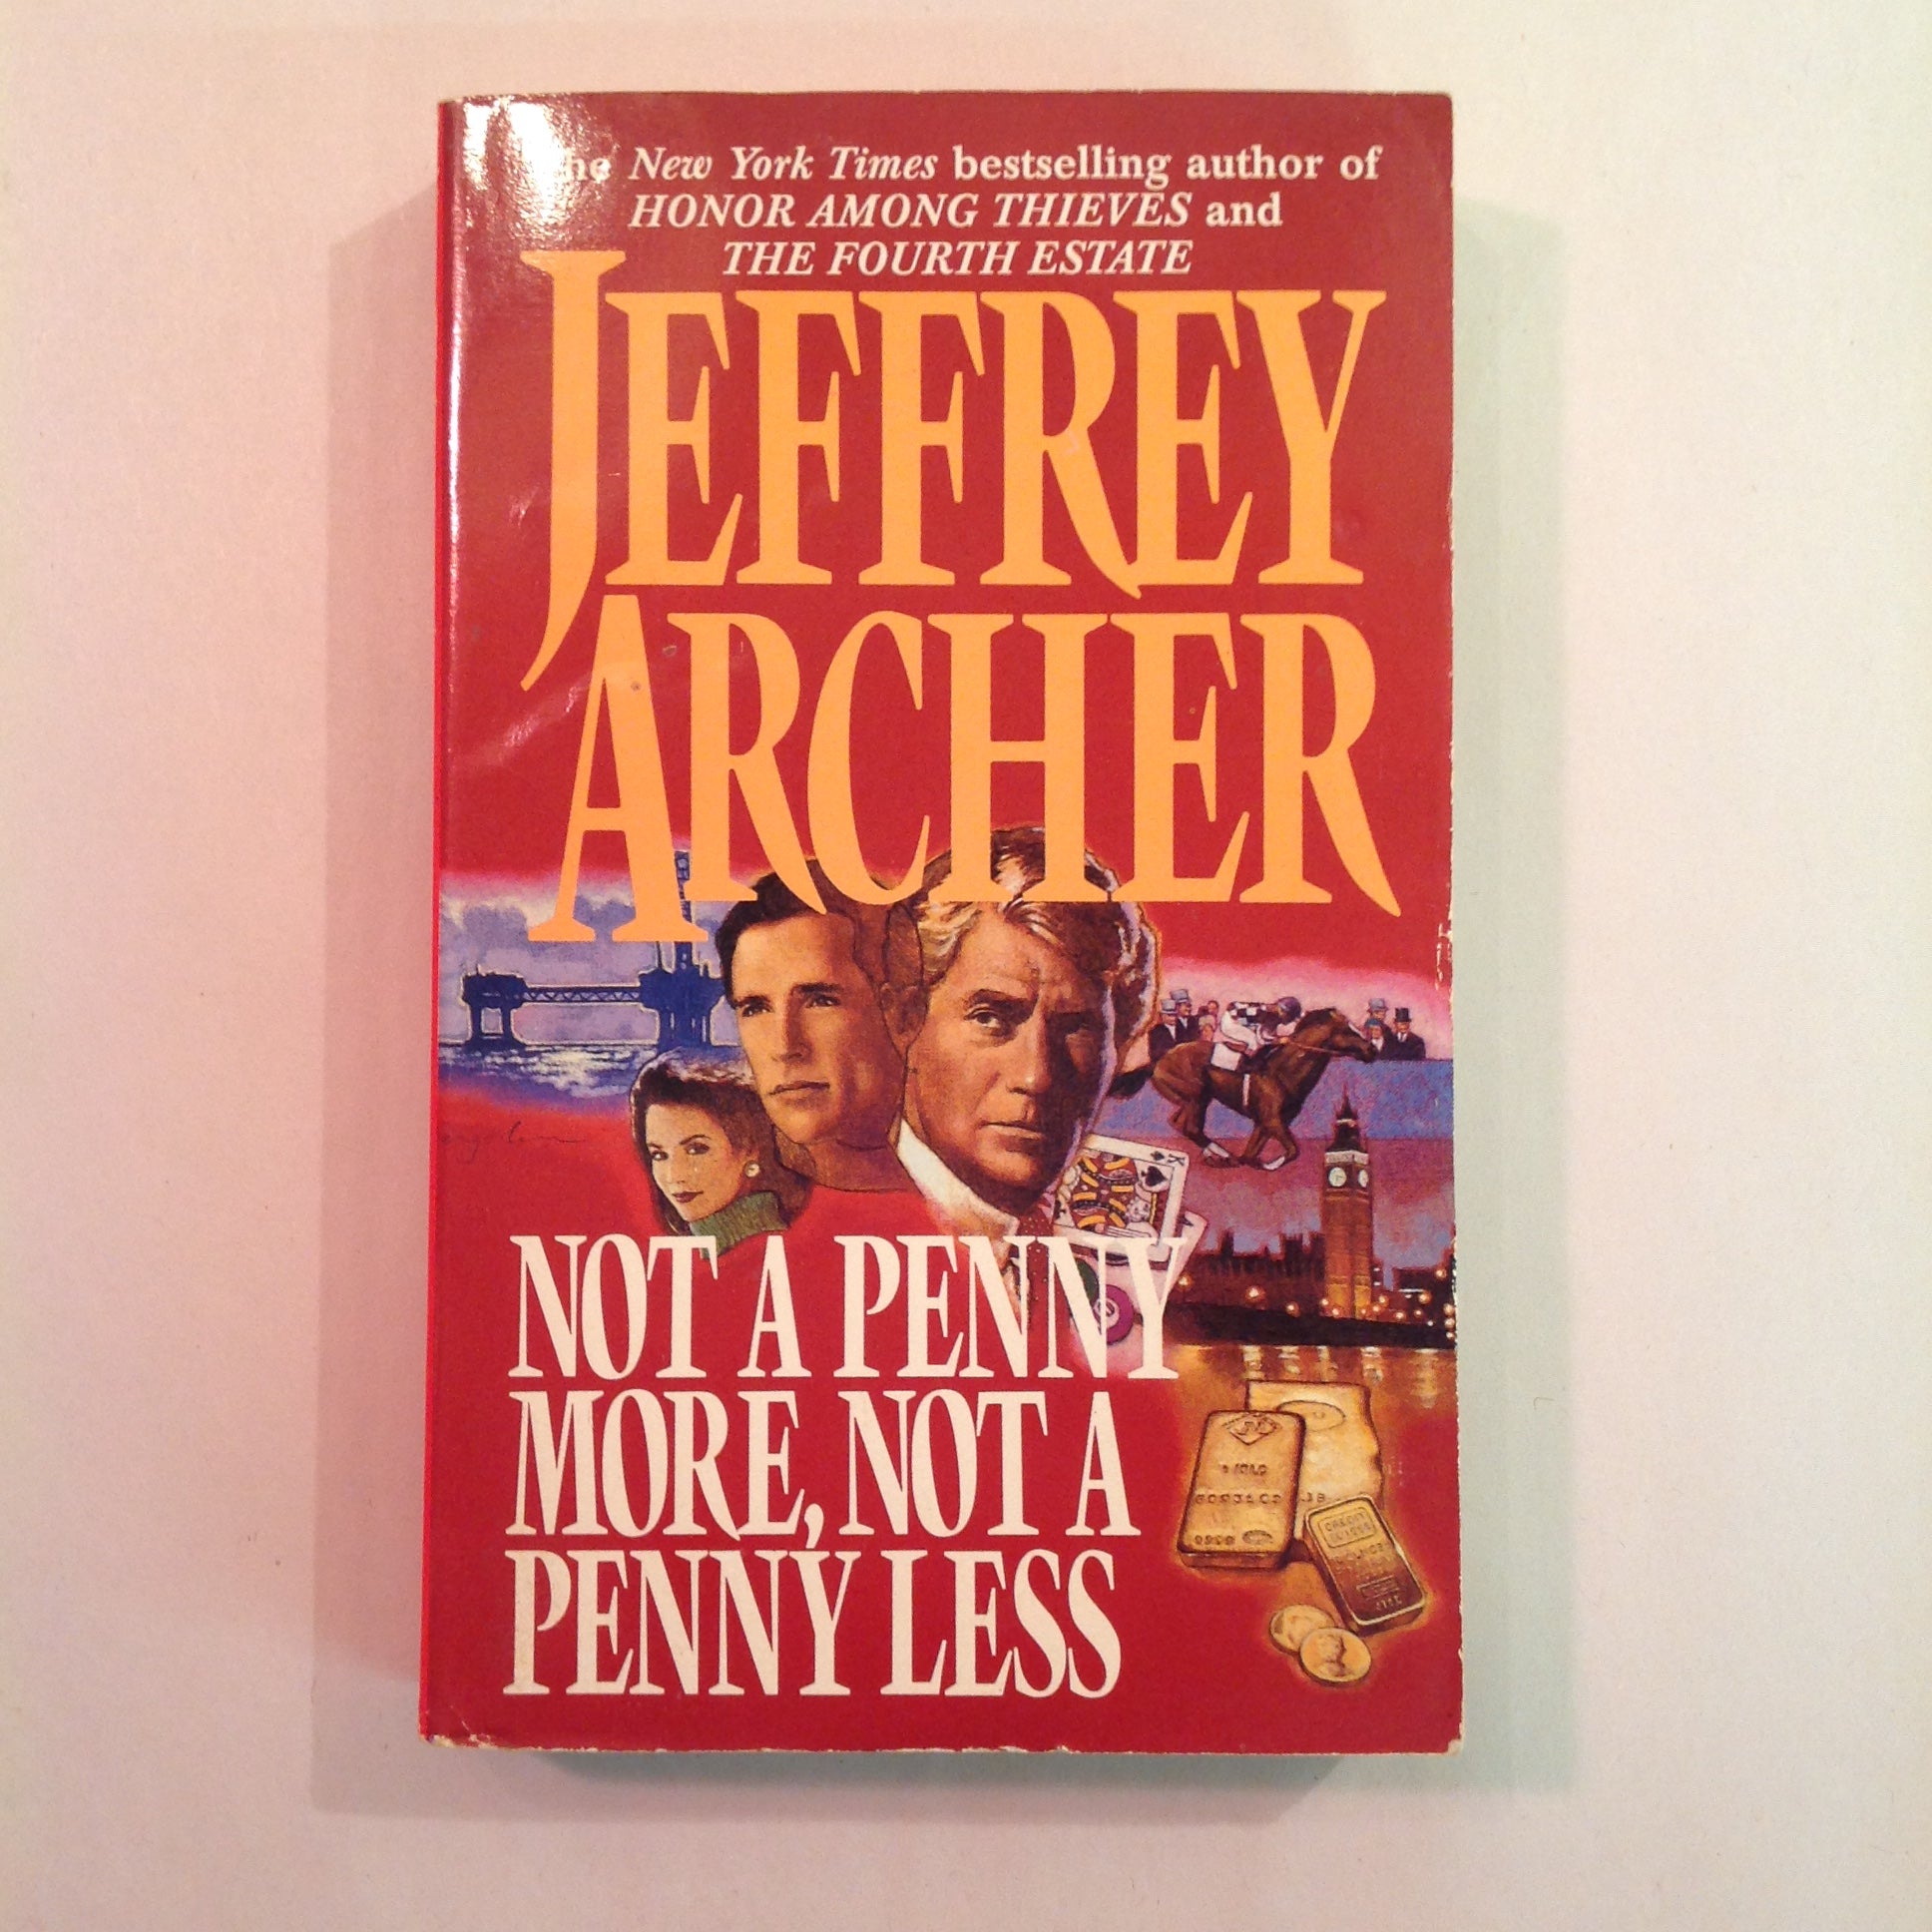 New York Times bestselling author of
HONOR AMONG THIEVES and
THE FOURTH ESTATE
JEFFREY
ARCHER
K
NOT A PENNY
MORE, NOT A
PENNY LESS